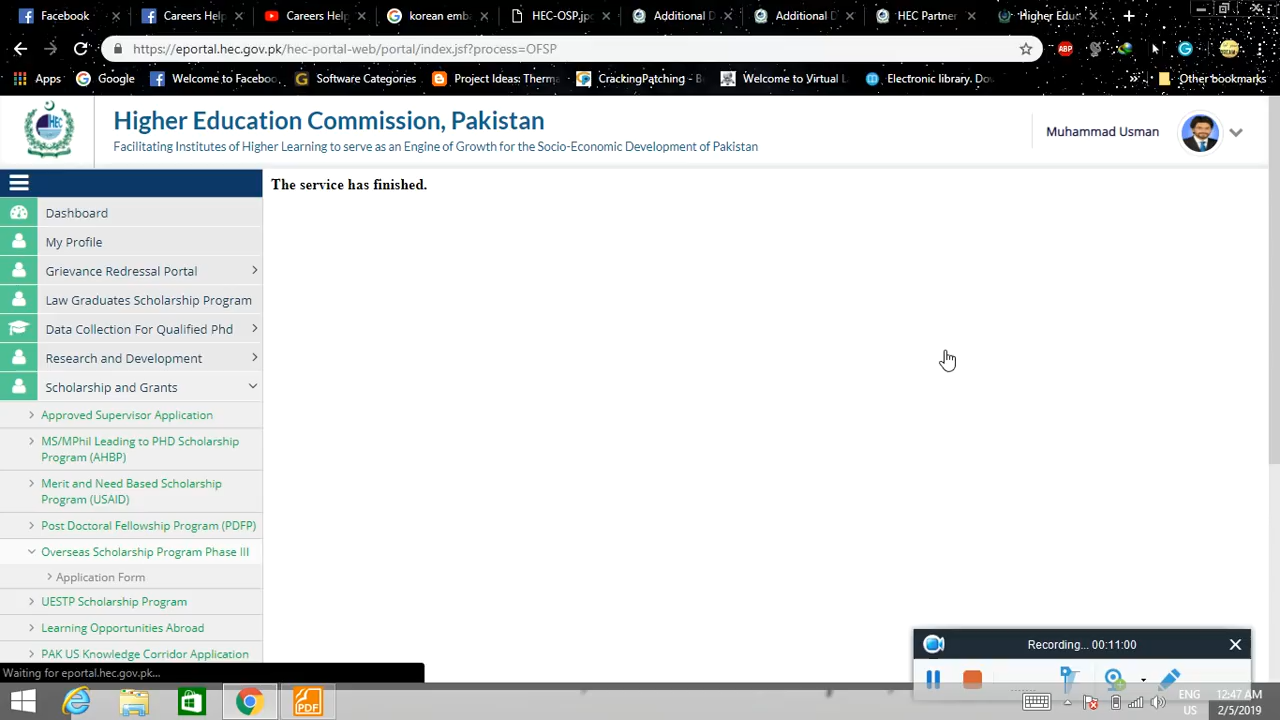 Facebook
Careers Help
Careers Help
korean emb
HEC-OSP.jp
Additional D
Additional D
HEC Partner
Higher Edu
https://eportal.hec.gov.pk/hec-portal-web/portal/index.jsf?process=OFSP
ABP
Apps
Google
Welcome to Faceboo
Software Categories
Project Ideas: Therma
CrackingPatching - B
Welcome to Virtual L
Electronic library. Do
Other bookmarks
HEC
Higher Education Commission, Pakistan
Facilitating Institutes of Higher Learning to serve as an Engine of Growth for the Socio-Economic Development of Pakistan
Muhammad Usman
The service has finished.
Dashboard
My Profile
Grievance Redressal Portal
Law Graduates Scholarship Program
Data Collection For Qualified Phd
Research and Development
Scholarship and Grants
Approved Supervisor Application
MS/MPhil Leading to PHD Scholarship
Program (AHBP)
Merit and Need Based Scholarship
Program (USAID)
Post Doctoral Fellowship Program (PDFP)
Overseas Scholarship Program Phase III
Application Form
UESTP Scholarship Program
Learning Opportunities Abroad
PAK US Knowledge Corridor Application
Waiting for eportal.hec.gov.pk...
Recording... 00:11:00
PDF
ENG
US
12:47 AM
2/5/2019